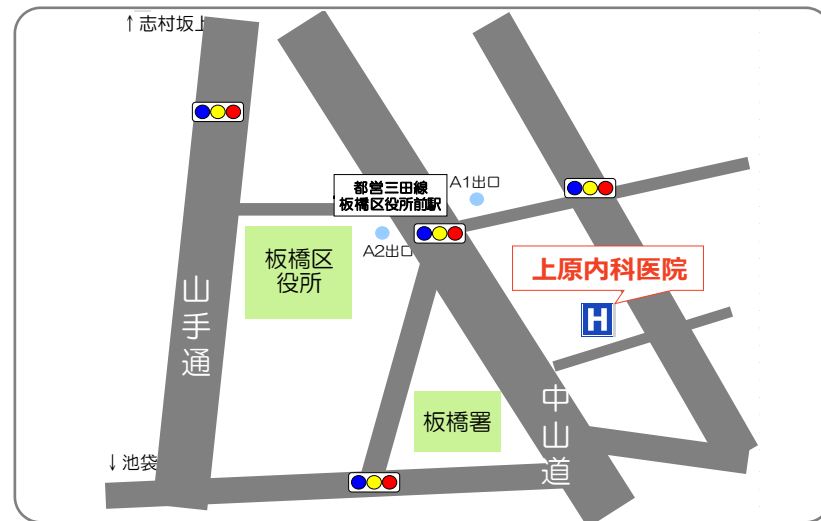 ↑志村坂上
都営三田線
板橋区役所前駅
A1出口
A2出口
板橋区
役所
上原内科医院
H
山手通
板橋署
中山道
↓池袋